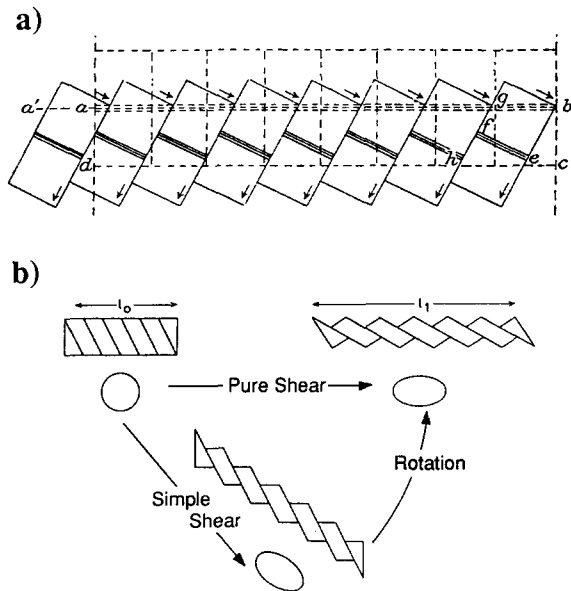 a)
a' a g b
f
d h e c
b)
l₀ l₁
Pure Shear
Simple
Shear
Rotation